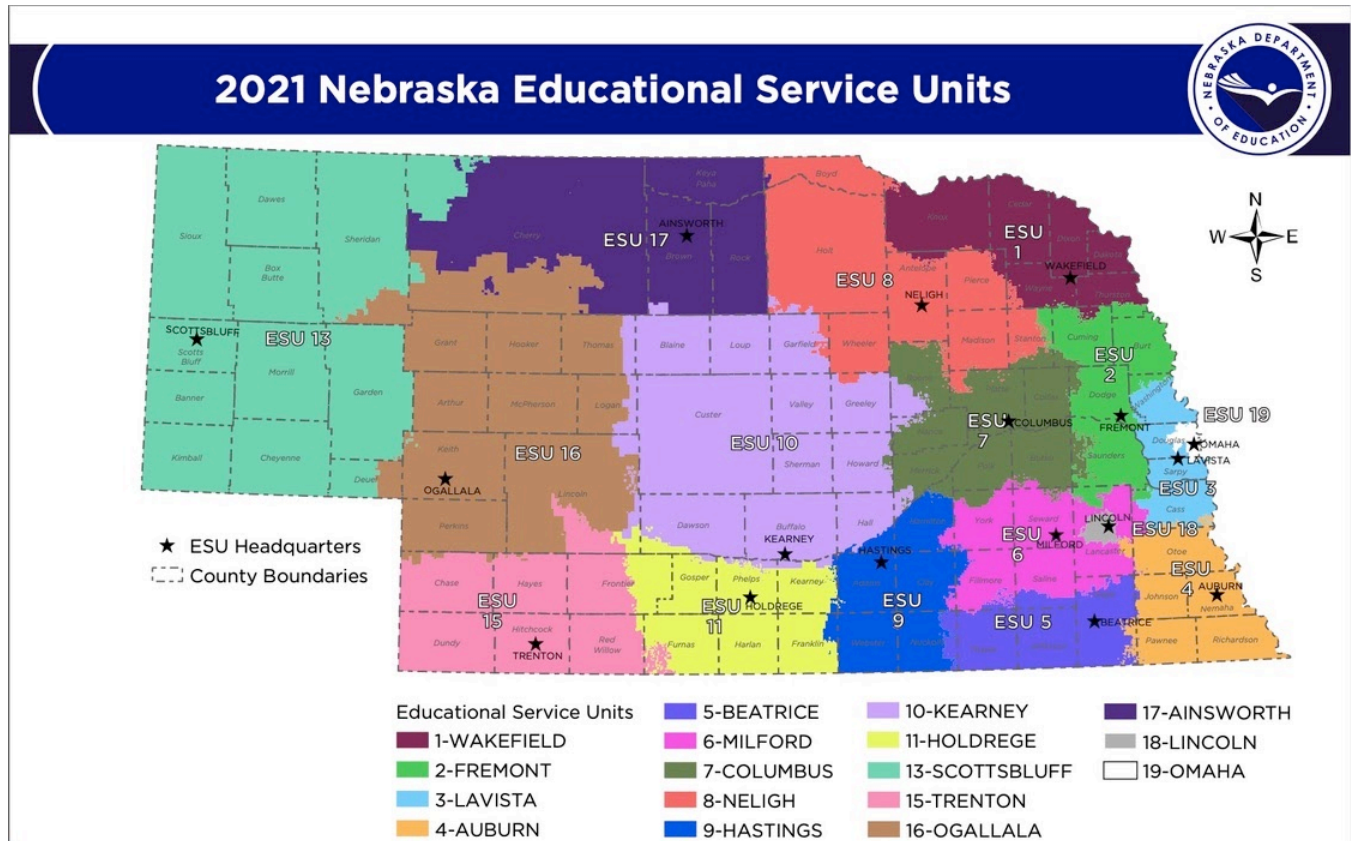 2021 Nebraska Educational Service Units
NEBRASKA DEPARTMENT
OF EDUCATION
N
W E
S
Sioux
Dawes
Sheridan
Box
Butte
SCOTTSBLUFF
Scotts
Bluff
ESU 13
Morrill
Banner
Garden
Kimball
Cheyenne
Deuel
Cherry
Keya
Paha
AINSWORTH
ESU 17
Brown
Rock
Boyd
Holt
ESU 8
Antelope
NELIGH
Pierce
Wheeler
Madison
Stanton
Knox
Cedar
ESU
1
Dixon
Dakota
WAKEFIELD
Wayne
Thurston
Grant
Hooker
Thomas
Arthur
McPherson
Logan
Keith
ESU 16
OGALLALA
Lincoln
Perkins
Blaine
Loup
Garfield
Custer
Valley
Greeley
ESU 10
Sherman
Howard
Dawson
Buffalo
Hall
KEARNEY
ESU
7
COLUMBUS
Colfax
Merrick
Polk
Butler
Cuming
Burt
ESU
2
Dodge
FREMONT
Saunders
Washington
ESU 19
Douglas
OMAHA
LAVISTA
Sarpy
ESU 3
Cass
LINCOLN
ESU 18
Lancaster
York
Seward
ESU
6
MILFORD
Fillmore
Saline
Otoe
ESU
4
AUBURN
Johnson
Nemaha
Pawnee
Richardson
ESU 5
BEATRICE
Hamilton
HASTINGS
Adams
Clay
ESU
9
Webster
Nuckolls
Gosper
Phelps
Kearney
ESU
11
HOLDREGE
Furnas
Harlan
Franklin
Chase
Hayes
Frontier
ESU
15
Hitchcock
Dundy
Red
Willow
TRENTON
ESU Headquarters
County Boundaries
Educational Service Units
1-WAKEFIELD
2-FREMONT
3-LAVISTA
4-AUBURN
5-BEATRICE
6-MILFORD
7-COLUMBUS
8-NELIGH
9-HASTINGS
10-KEARNEY
11-HOLDREGE
13-SCOTTSBLUFF
15-TRENTON
16-OGALLALA
17-AINSWORTH
18-LINCOLN
19-OMAHA